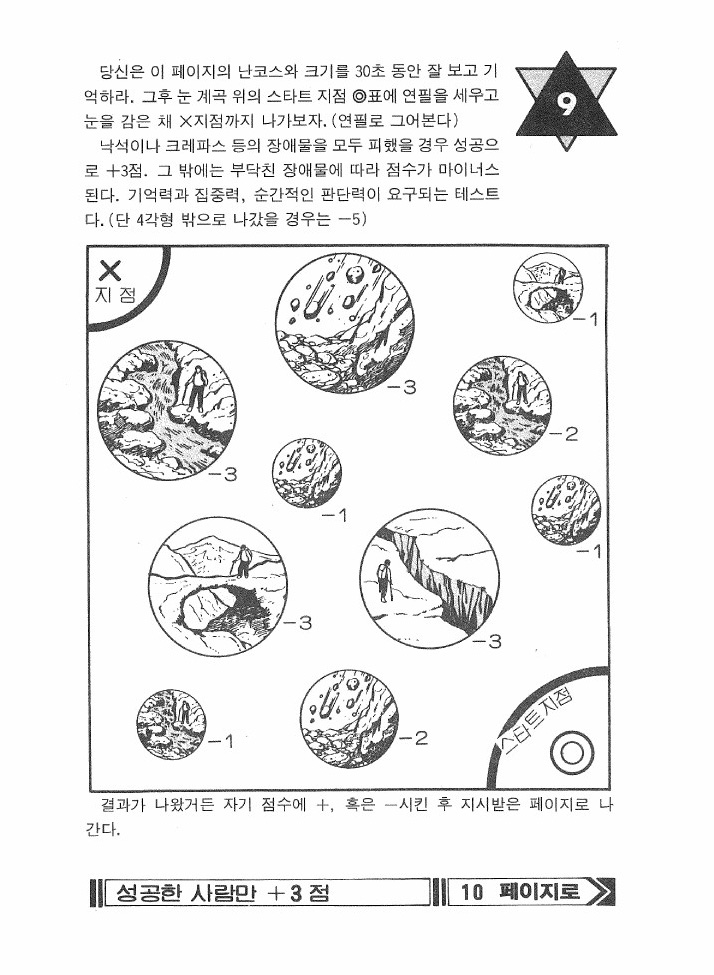 당신은 이 페이지의 난코스와 크기를 30초 동안 잘 보고 기
억하라. 그후 눈 계곡 위의 스타트 지점 ◎표에 연필을 세우고
눈을 감은 채 ×지점까지 나가보자.(연필로 그어본다)
낙석이나 크레파스 등의 장애물을 모두 피했을 경우 성공으
로 +3점. 그 밖에는 부닥친 장애물에 따라 점수가 마이너스
된다. 기억력과 집중력, 순간적인 판단력이 요구되는 테스트
다.(단 4각형 밖으로 나갔을 경우는 -5)
9
×
지점
-1
-3
-2
-3
-1
-1
-3
-3
스타트지점
-1
-2
결과가 나왔거든 자기 점수에 +, 혹은 -시킨 후 지시받은 페이지로 나
간다.
성공한 사람만 +3점
10 페이지로